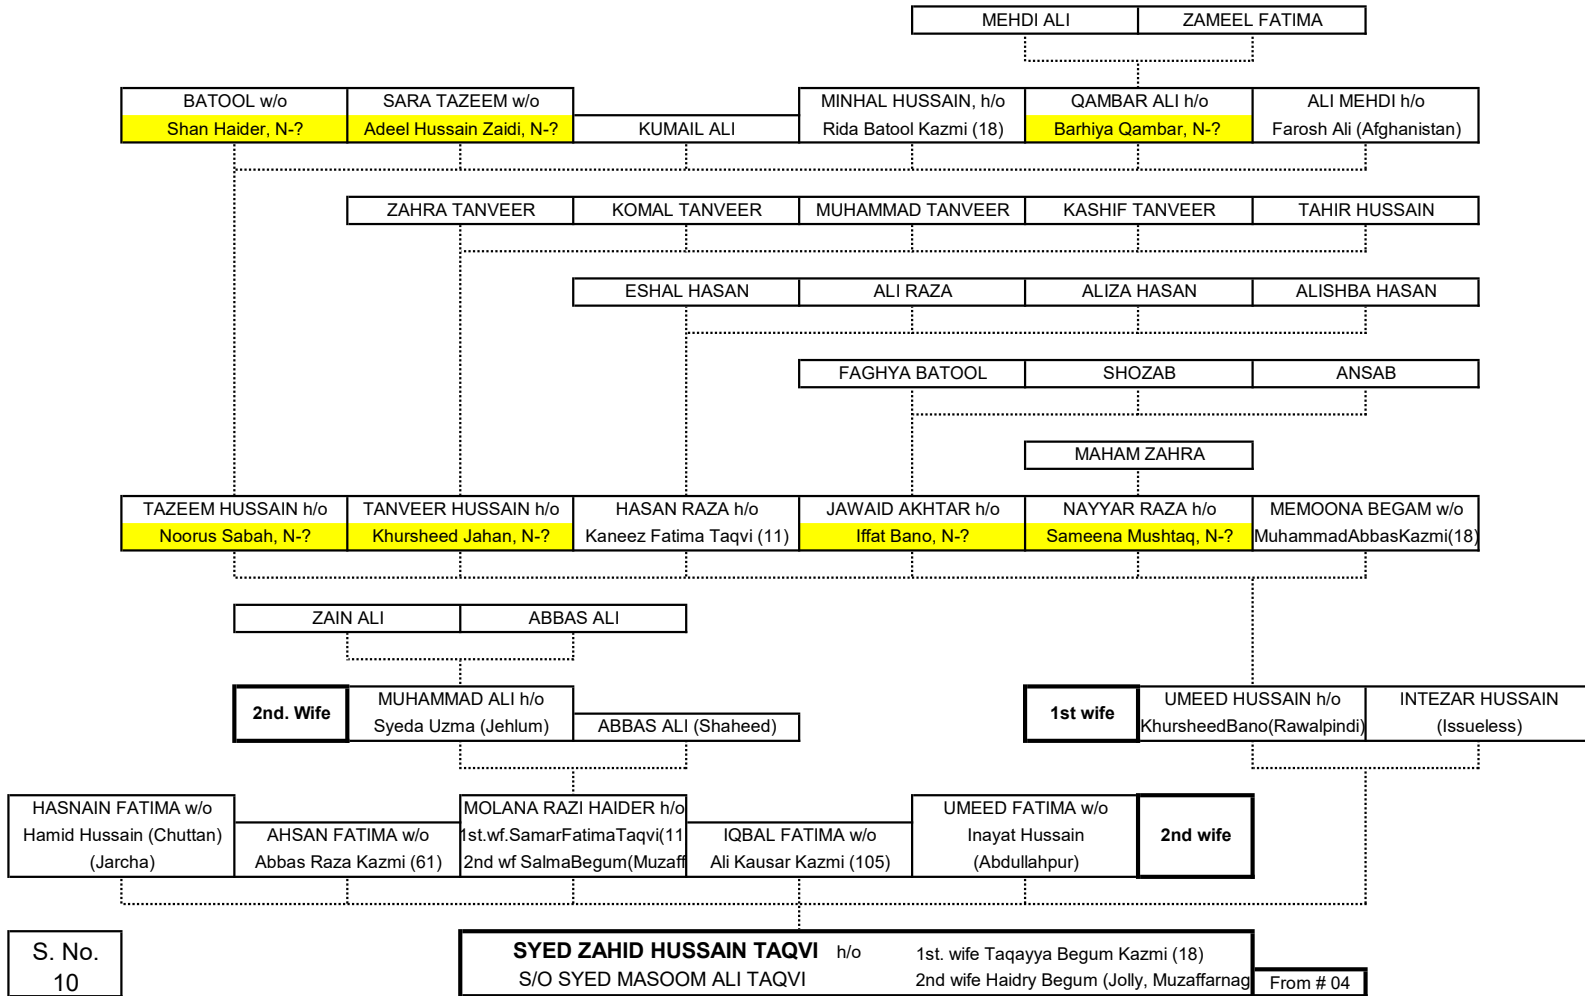 MEHDI ALI
ZAMEEL FATIMA
BATOOL w/o
Shan Haider, N-?
SARA TAZEEM w/o
Adeel Hussain Zaidi, N-?
KUMAIL ALI
MINHAL HUSSAIN, h/o
Rida Batool Kazmi (18)
QAMBAR ALI h/o
Barhiya Qambar, N-?
ALI MEHDI h/o
Farosh Ali (Afghanistan)
ZAHRA TANVEER
KOMAL TANVEER
MUHAMMAD TANVEER
KASHIF TANVEER
TAHIR HUSSAIN
ESHAL HASAN
ALI RAZA
ALIZA HASAN
ALISHBA HASAN
FAGHYA BATOOL
SHOZAB
ANSAB
MAHAM ZAHRA
TAZEEM HUSSAIN h/o
Noorus Sabah, N-?
TANVEER HUSSAIN h/o
Khursheed Jahan, N-?
HASAN RAZA h/o
Kaneez Fatima Taqvi (11)
JAWAID AKHTAR h/o
Iffat Bano, N-?
NAYYAR RAZA h/o
Sameena Mushtaq, N-?
MEMOONA BEGAM w/o
MuhammadAbbasKazmi(18)
ZAIN ALI
ABBAS ALI
2nd. Wife
MUHAMMAD ALI h/o
Syeda Uzma (Jehlum)
ABBAS ALI (Shaheed)
1st wife
UMEED HUSSAIN h/o
KhursheedBano(Rawalpindi)
INTEZAR HUSSAIN
(Issueless)
HASNAIN FATIMA w/o
Hamid Hussain (Chuttan)
(Jarcha)
AHSAN FATIMA w/o
Abbas Raza Kazmi (61)
MOLANA RAZI HAIDER h/o
1st.wf.SamarFatimaTaqvi(11
2nd wf SalmaBegum(Muzaff
IQBAL FATIMA w/o
Ali Kausar Kazmi (105)
UMEED FATIMA w/o
Inayat Hussain
(Abdullahpur)
2nd wife
S. No.
10
SYED ZAHID HUSSAIN TAQVI h/o
S/O SYED MASOOM ALI TAQVI
1st. wife Taqayya Begum Kazmi (18)
2nd wife Haidry Begum (Jolly, Muzaffarnag
From # 04